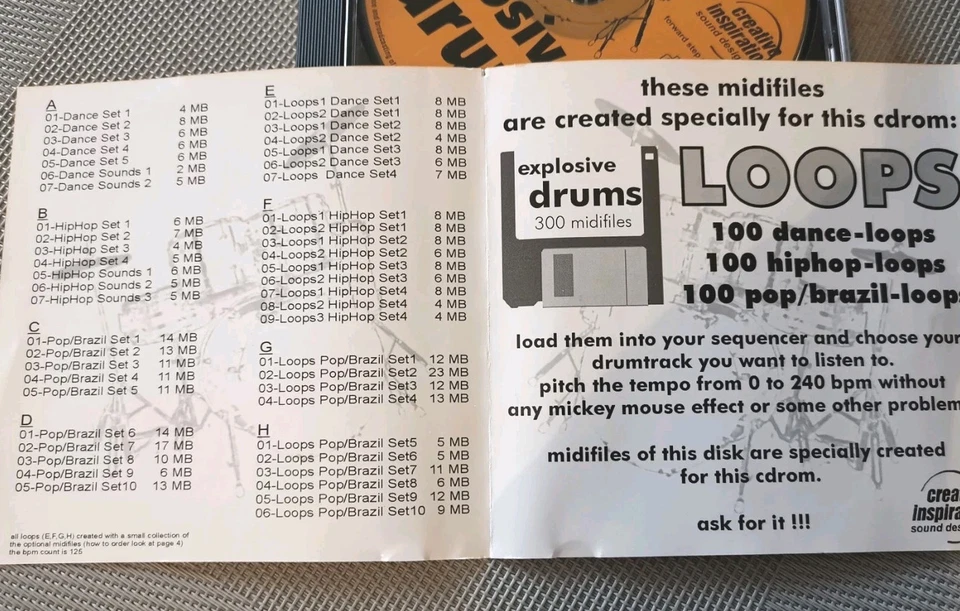 explosiv
drum
creative
inspiration
sound design
forward step
A
01-Dance Set 1 4 MB
02-Dance Set 2 8 MB
03-Dance Set 3 6 MB
04-Dance Set 4 6 MB
05-Dance Set 5 6 MB
06-Dance Sounds 1 2 MB
07-Dance Sounds 2 5 MB
B
01-HipHop Set 1 6 MB
02-HipHop Set 2 7 MB
03-HipHop Set 3 4 MB
04-HipHop Set 4 5 MB
05-HipHop Sounds 1 6 MB
06-HipHop Sounds 2 5 MB
07-HipHop Sounds 3 5 MB
C
01-Pop/Brazil Set 1 14 MB
02-Pop/Brazil Set 2 13 MB
03-Pop/Brazil Set 3 11 MB
04-Pop/Brazil Set 4 11 MB
05-Pop/Brazil Set 5 11 MB
D
01-Pop/Brazil Set 6 14 MB
02-Pop/Brazil Set 7 17 MB
03-Pop/Brazil Set 8 10 MB
04-Pop/Brazil Set 9 6 MB
05-Pop/Brazil Set10 13 MB
all loops (E,F,G,H) created with a small collection of
the optional midifiles (how to order look at page 4)
the bpm count is 125
E
01-Loops1 Dance Set1 8 MB
02-Loops2 Dance Set1 8 MB
03-Loops1 Dance Set2 8 MB
04-Loops2 Dance Set2 4 MB
05-Loops1 Dance Set3 8 MB
06-Loops2 Dance Set3 6 MB
07-Loops Dance Set4 7 MB
F
01-Loops1 HipHop Set1 8 MB
02-Loops2 HipHop Set1 8 MB
03-Loops1 HipHop Set2 8 MB
04-Loops2 HipHop Set2 6 MB
05-Loops1 HipHop Set3 8 MB
06-Loops2 HipHop Set3 6 MB
07-Loops1 HipHop Set4 8 MB
08-Loops2 HipHop Set4 4 MB
09-Loops3 HipHop Set4 4 MB
G
01-Loops Pop/Brazil Set1 12 MB
02-Loops Pop/Brazil Set2 23 MB
03-Loops Pop/Brazil Set3 12 MB
04-Loops Pop/Brazil Set4 13 MB
H
01-Loops Pop/Brazil Set5 5 MB
02-Loops Pop/Brazil Set6 5 MB
03-Loops Pop/Brazil Set7 11 MB
04-Loops Pop/Brazil Set8 6 MB
05-Loops Pop/Brazil Set9 12 MB
06-Loops Pop/Brazil Set10 9 MB
these midifiles
are created specially for this cdrom:
explosive
drums
300 midifiles
LOOPS
100 dance-loops
100 hiphop-loops
100 pop/brazil-loops
load them into your sequencer and choose your
drumtrack you want to listen to.
pitch the tempo from 0 to 240 bpm without
any mickey mouse effect or some other problem
midifiles of this disk are specially created
for this cdrom.
ask for it !!!
crea
inspira
sound des